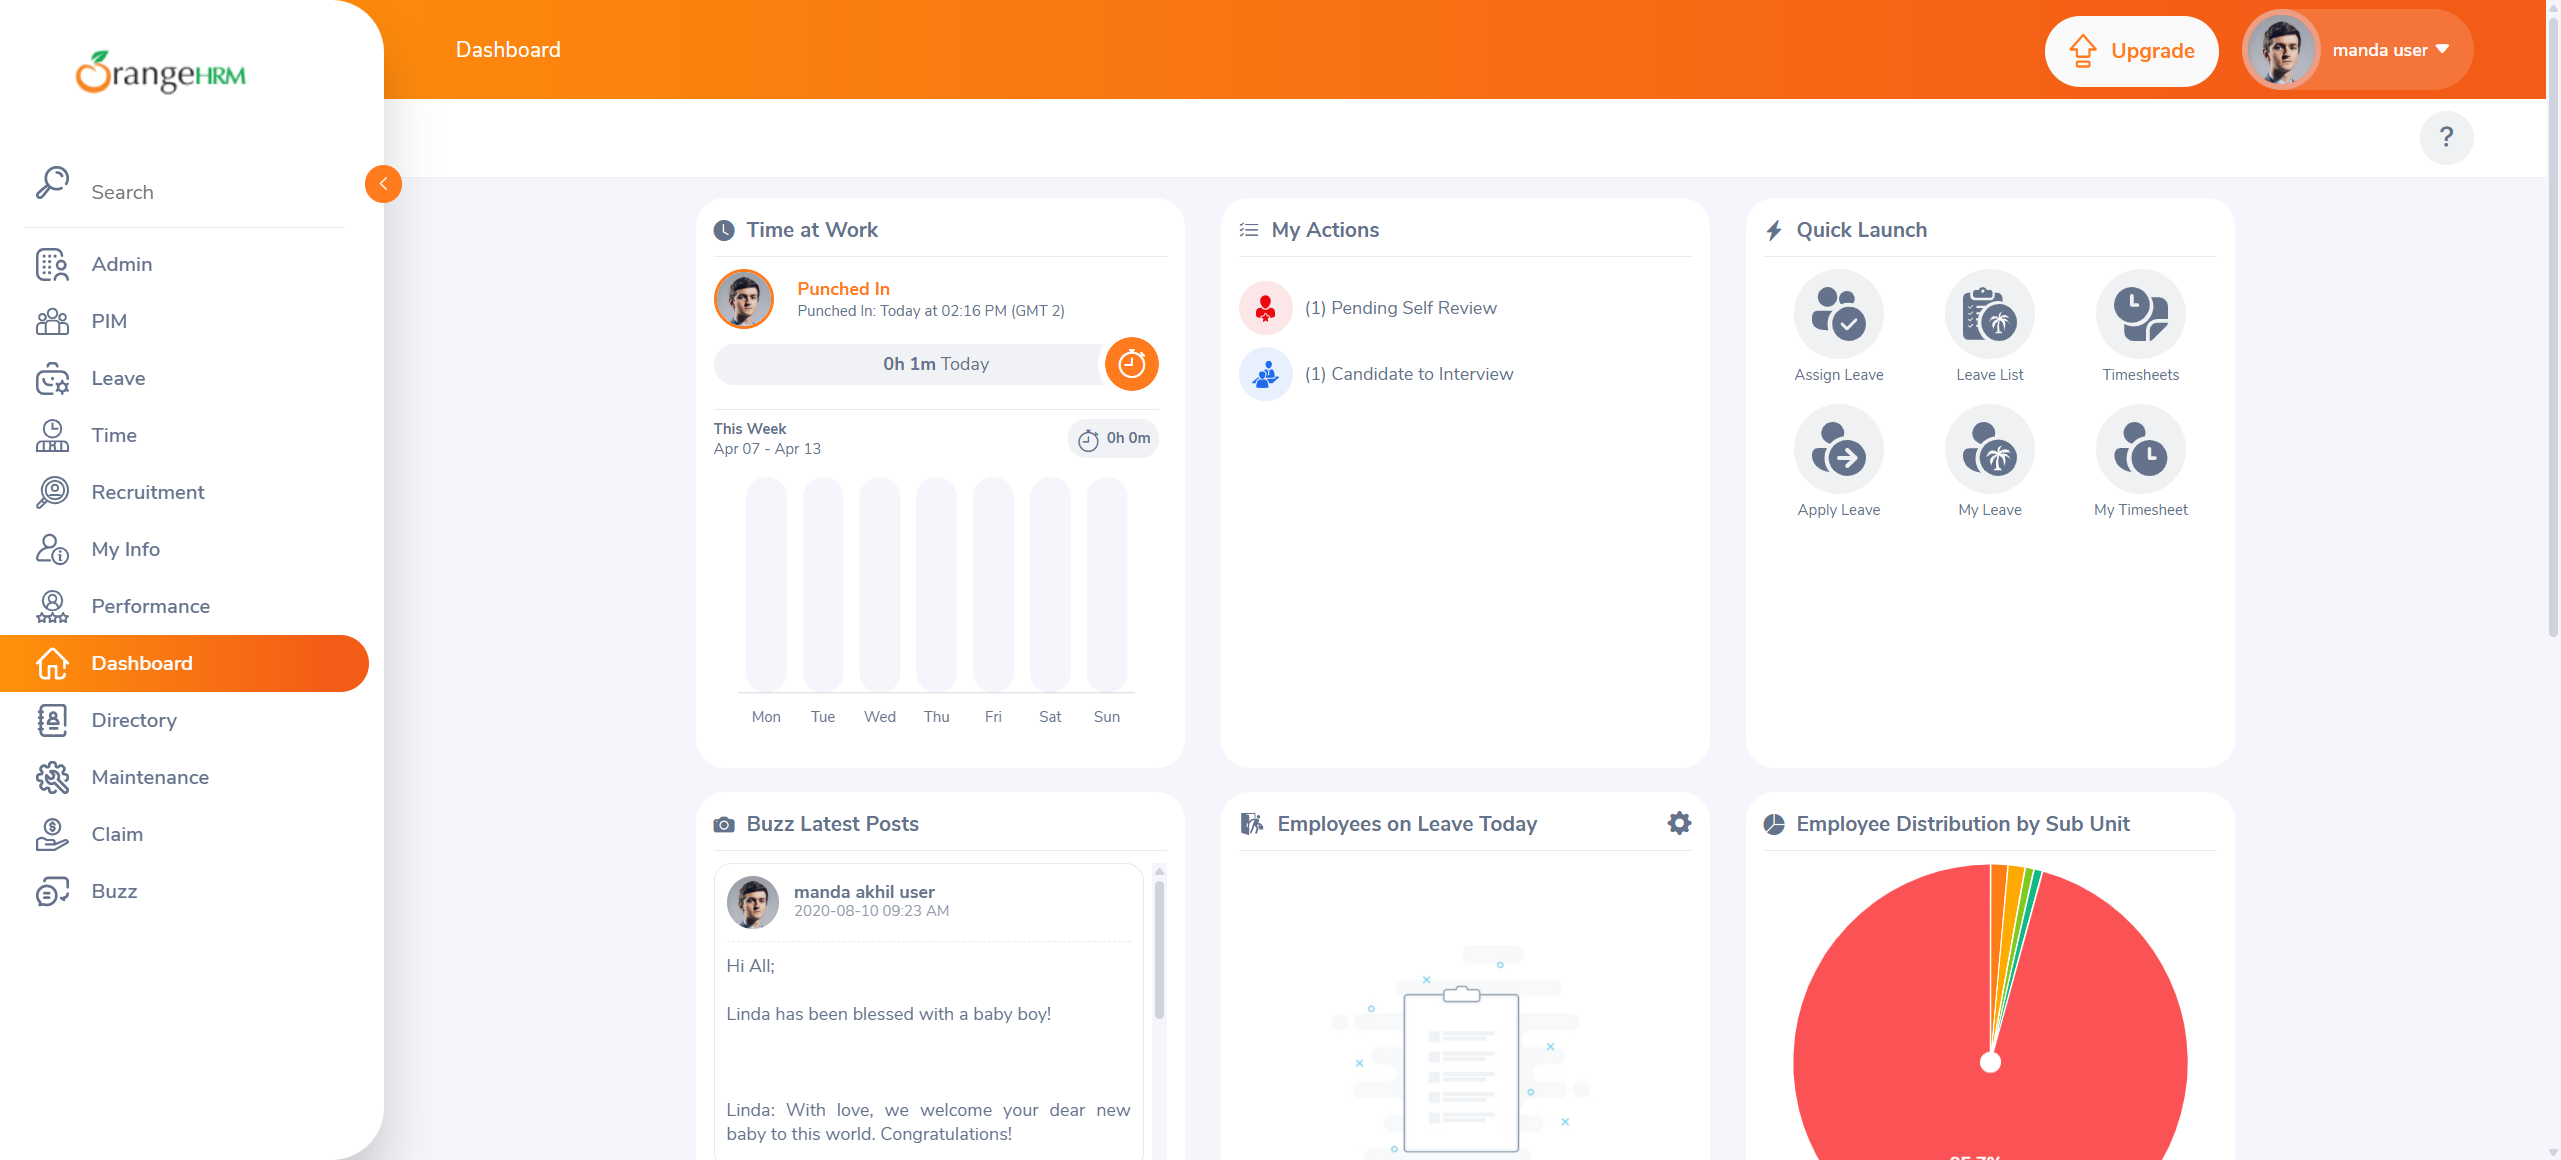 OrangeHRM
Search
Admin
PIM
Leave
Time
Recruitment
My Info
Performance
Dashboard
Directory
Maintenance
Claim
Buzz
Dashboard
Upgrade
manda user
?
Time at Work
Punched In
Punched In: Today at 02:16 PM (GMT 2)
0h 1m Today
This Week
Apr 07 - Apr 13
0h 0m
Mon Tue Wed Thu Fri Sat Sun
My Actions
(1) Pending Self Review
(1) Candidate to Interview
Quick Launch
Assign Leave
Leave List
Timesheets
Apply Leave
My Leave
My Timesheet
Buzz Latest Posts
manda akhil user
2020-08-10 09:23 AM
Hi All;
Linda has been blessed with a baby boy!
Linda: With love, we welcome your dear new
baby to this world. Congratulations!
Employees on Leave Today
Employee Distribution by Sub Unit